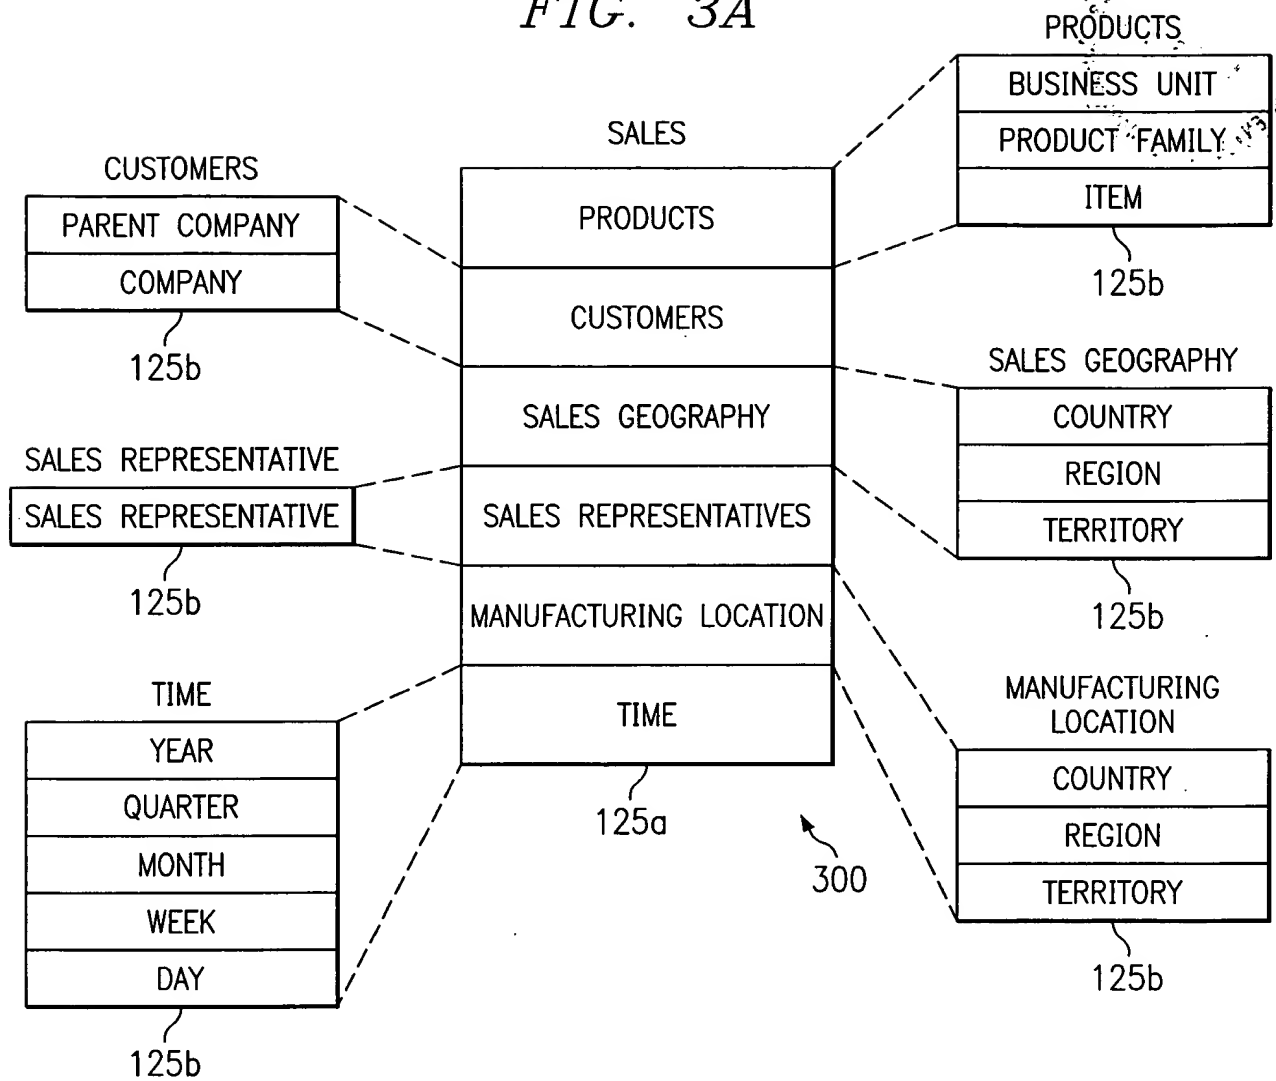 FIG. 3A
PRODUCTS
BUSINESS UNIT
PRODUCT FAMILY
ITEM
125b
SALES
PRODUCTS
CUSTOMERS
SALES GEOGRAPHY
SALES REPRESENTATIVES
MANUFACTURING LOCATION
TIME
125a
300
CUSTOMERS
PARENT COMPANY
COMPANY
125b
SALES GEOGRAPHY
COUNTRY
REGION
TERRITORY
125b
SALES REPRESENTATIVE
SALES REPRESENTATIVE
125b
MANUFACTURING
LOCATION
COUNTRY
REGION
TERRITORY
125b
TIME
YEAR
QUARTER
MONTH
WEEK
DAY
125b